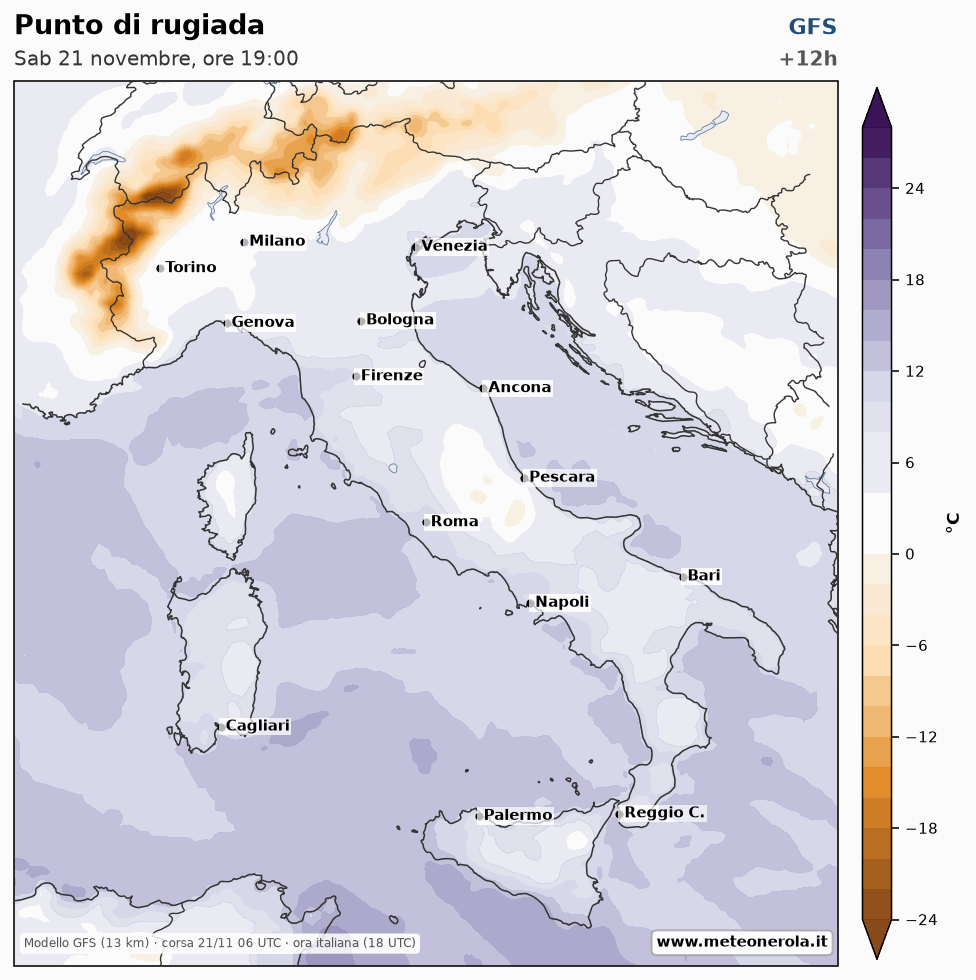 Punto di rugiada
GFS
Sab 21 novembre, ore 19:00
+12h
Milano
Venezia
Torino
Genova
Bologna
Firenze
Ancona
Pescara
Roma
Bari
Napoli
Cagliari
Palermo
Reggio C.
24
18
12
6
0
−6
−12
−18
−24
°C
Modello GFS (13 km) · corsa 21/11 06 UTC · ora italiana (18 UTC)
www.meteonerola.it